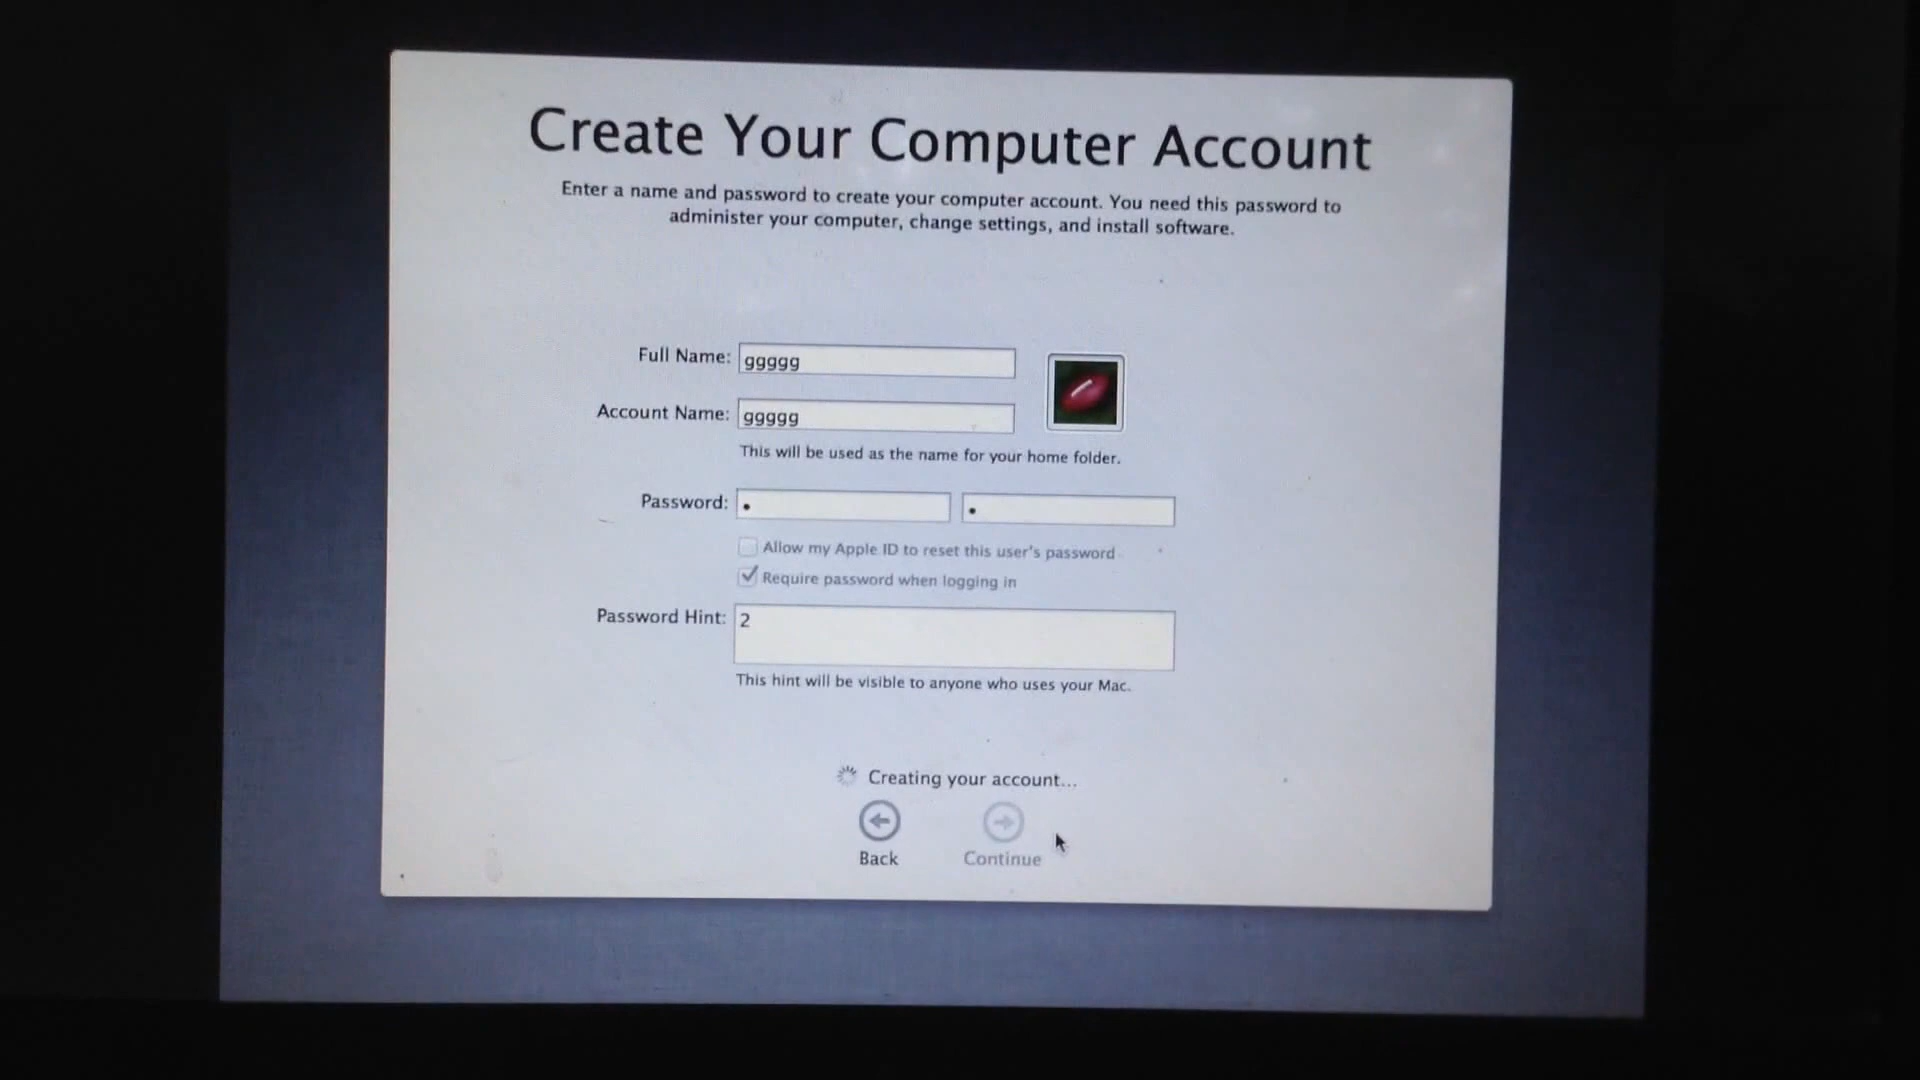 Create Your Computer Account
Enter a name and password to create your computer account. You need this password to
administer your computer, change settings, and install software.
Full Name: ggggg
Account Name: ggggg
This will be used as the name for your home folder.
Password: • •
Allow my Apple ID to reset this user's password
Require password when logging in
Password Hint: 2
This hint will be visible to anyone who uses your Mac.
Creating your account...
Back Continue